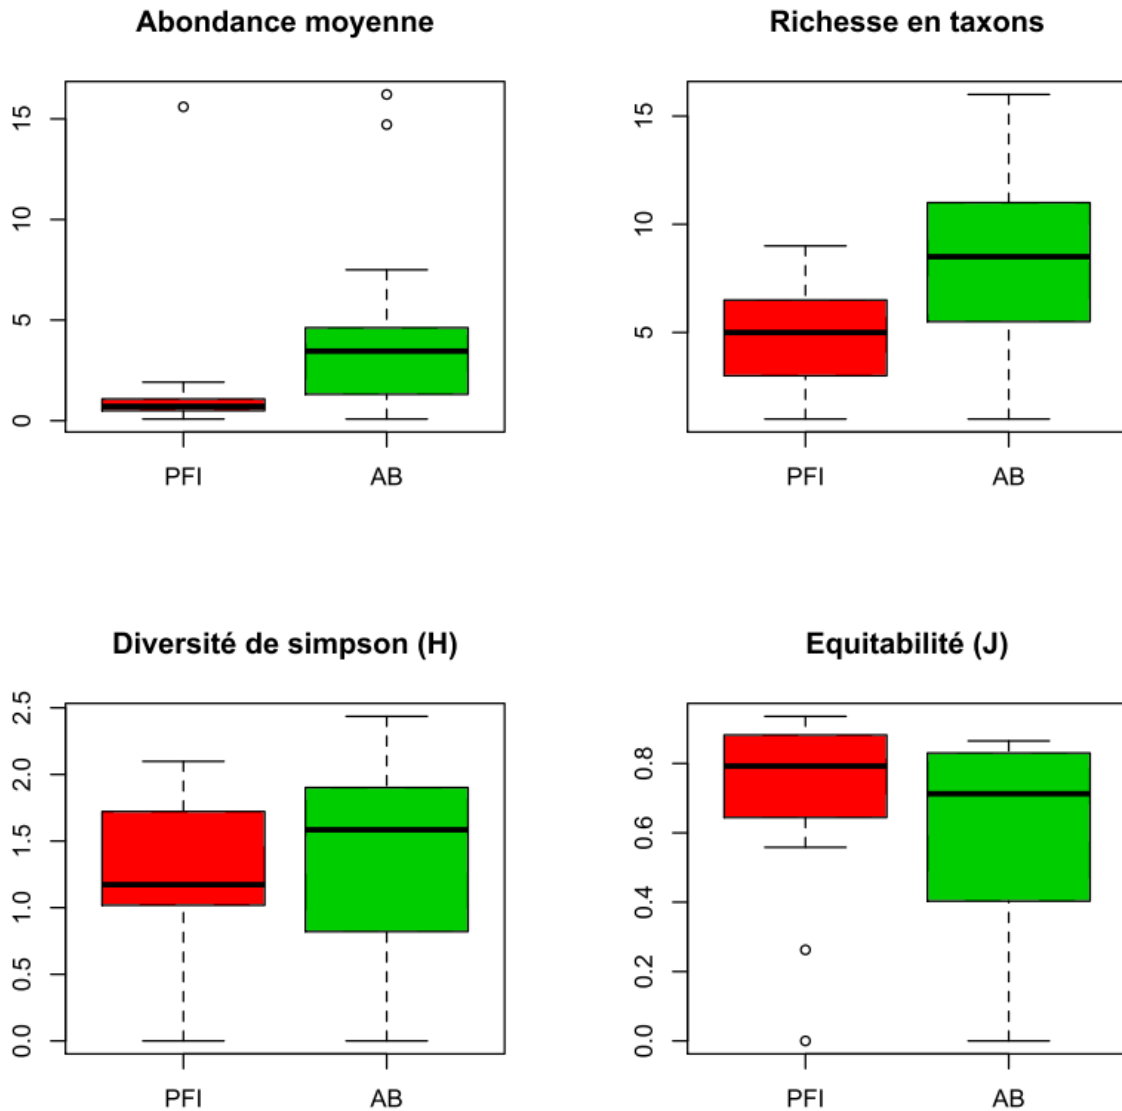 Abondance moyenne
0
5
10
15
PFI
AB
Richesse en taxons
5
10
15
PFI
AB
Diversité de simpson (H)
0.0
0.5
1.0
1.5
2.0
2.5
PFI
AB
Equitabilité (J)
0.0
0.2
0.4
0.6
0.8
PFI
AB